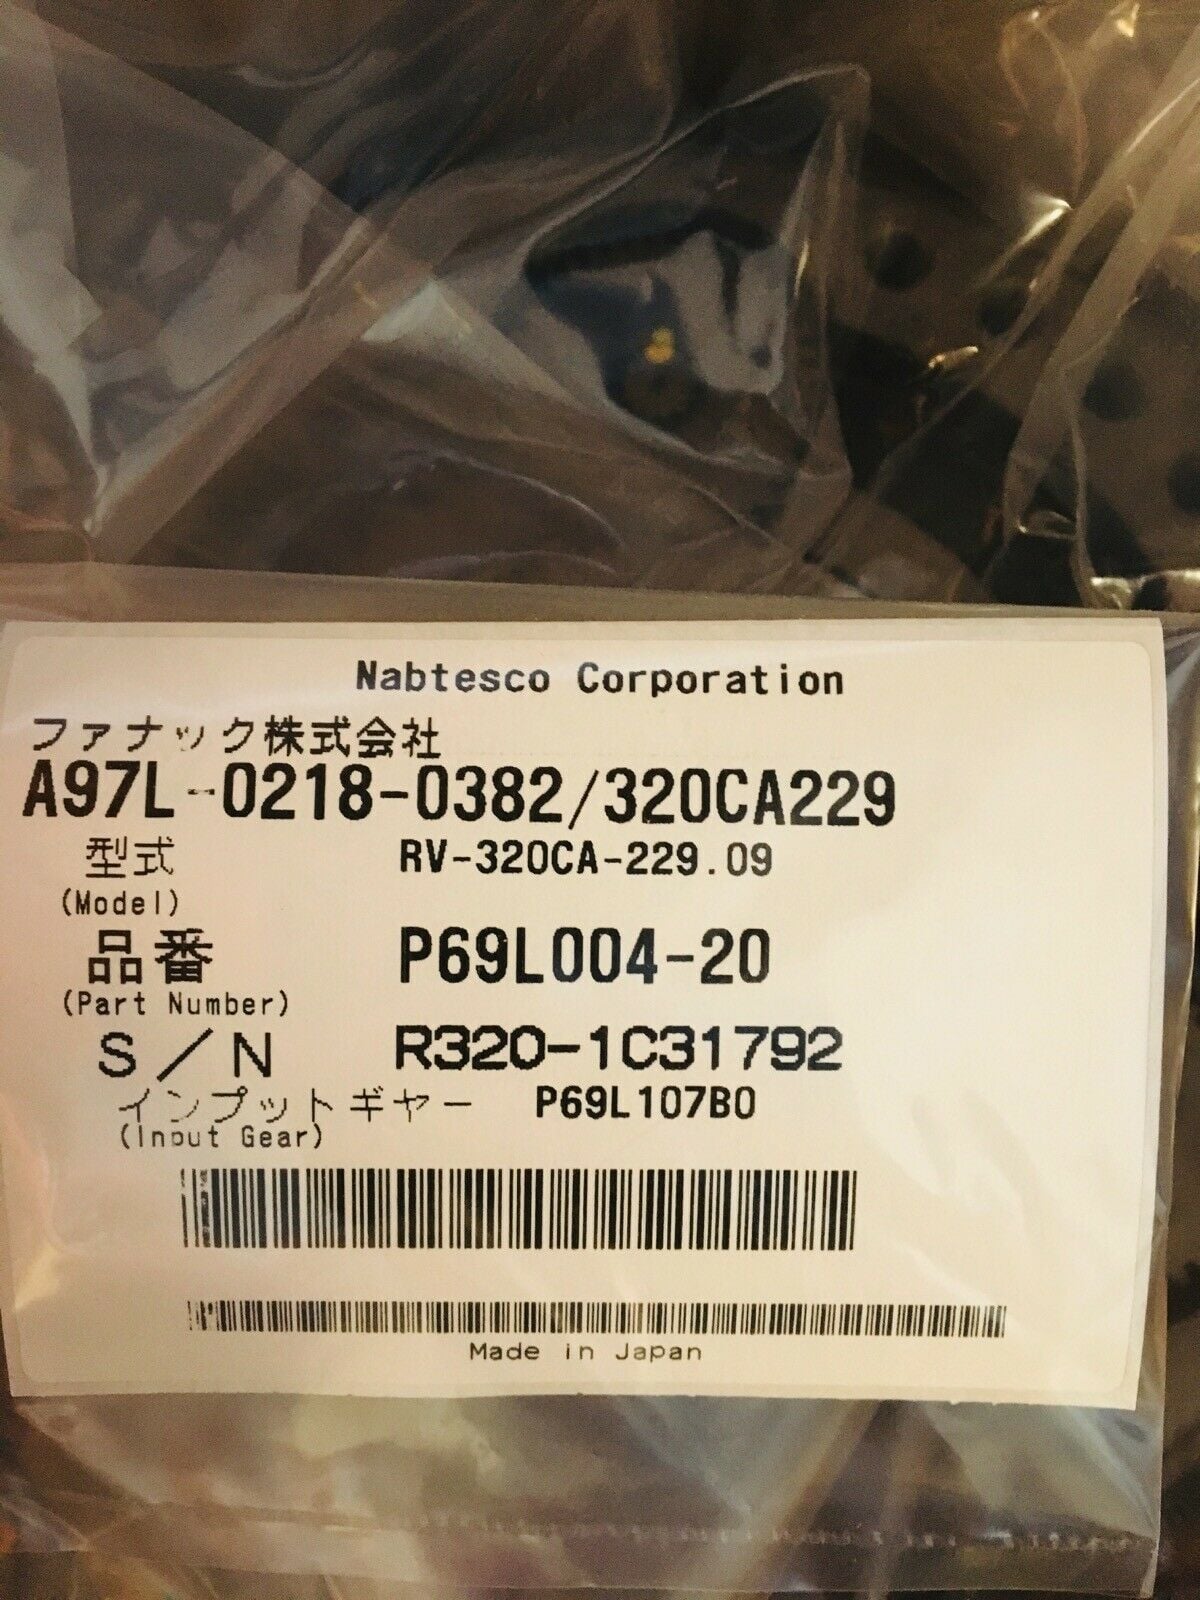 Nabtesco Corporation
ファナック株式会社
A97L-0218-0382/320CA229
型式 RV-320CA-229.09
(Model)
品番 P69L004-20
(Part Number)
S/N R320-1C31792
インプットギヤー P69L107B0
(Input Gear)
Made in Japan